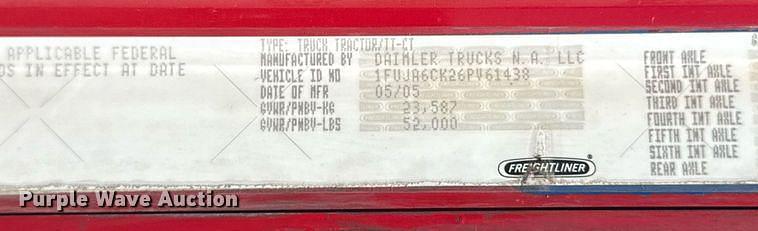 APPLICABLE FEDERAL
DS IN EFFECT AT DATE
TYPE: TRUCK TRACTOR/TT-CT
MANUFACTURED BY DAIMLER TRUCKS N.A. LLC
VEHICLE ID NO 1FUJA6CK26PV61438
DATE OF MFR 05/05
GVWR/PNBV-KG 23,587
GVWR/PNBV-LBS 52,000
FREIGHTLINER
FRONT AXLE
FIRST INT AXLE
SECOND INT AXLE
THIRD INT AXLE
FOURTH INT AXLE
FIFTH INT AXLE
SIXTH INT AXLE
REAR AXLE
Purple Wave Auction